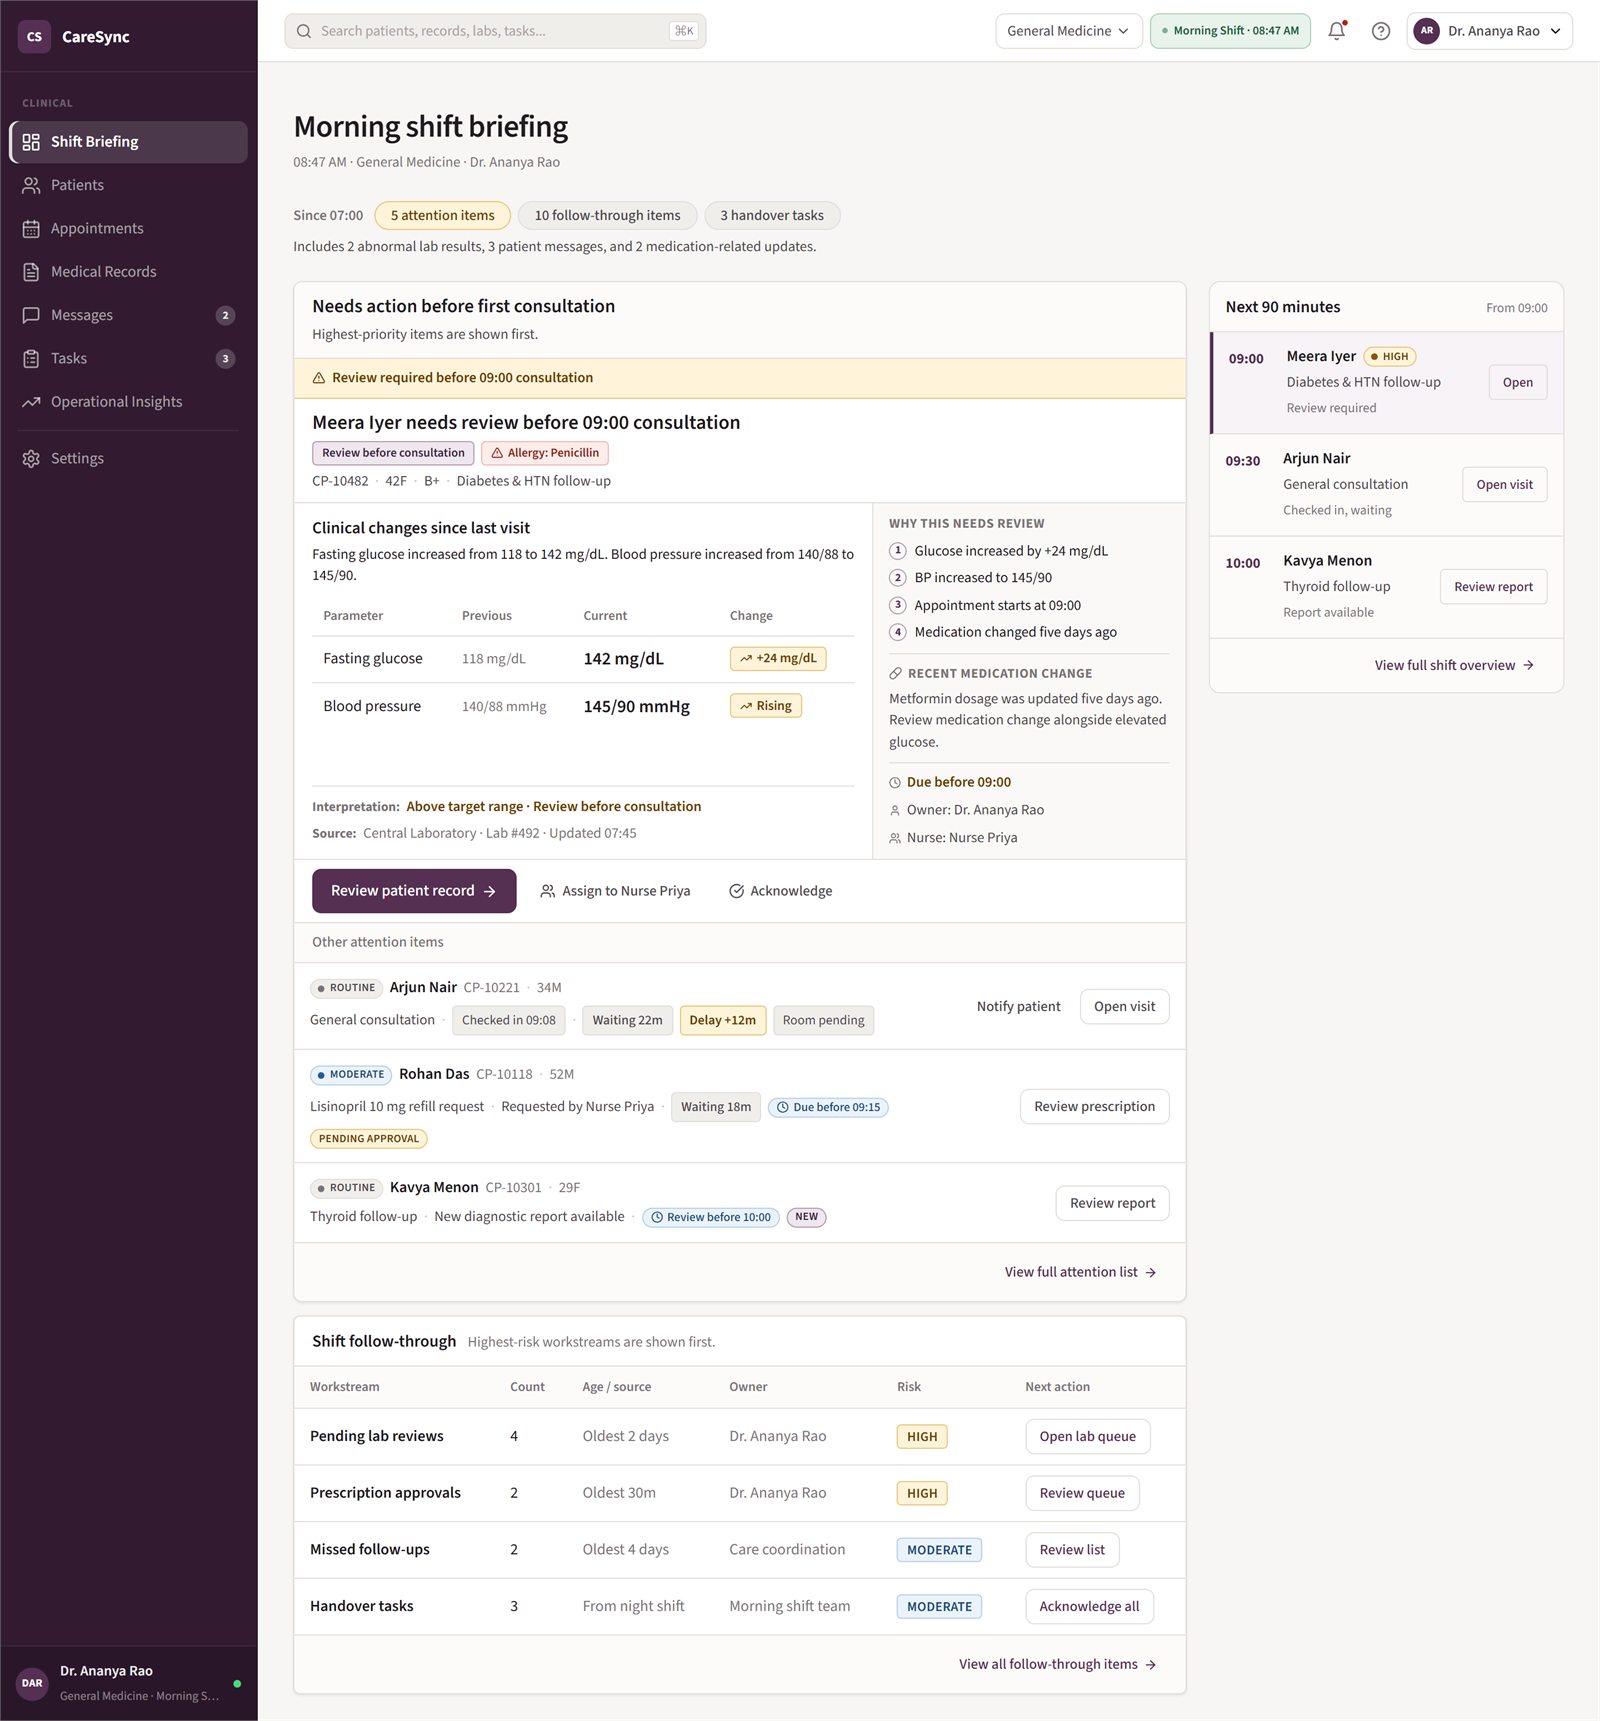 CS CareSync
CLINICAL
Shift Briefing
Patients
Appointments
Medical Records
Messages 2
Tasks 3
Operational Insights
Settings
DAR
Dr. Ananya Rao
General Medicine · Morning S...
Search patients, records, labs, tasks... ⌘K
General Medicine
Morning Shift · 08:47 AM
AR Dr. Ananya Rao
Morning shift briefing
08:47 AM · General Medicine · Dr. Ananya Rao
Since 07:00 5 attention items 10 follow-through items 3 handover tasks
Includes 2 abnormal lab results, 3 patient messages, and 2 medication-related updates.
Needs action before first consultation
Highest-priority items are shown first.
Review required before 09:00 consultation
Meera Iyer needs review before 09:00 consultation
Review before consultation Allergy: Penicillin
CP-10482 · 42F · B+ · Diabetes & HTN follow-up
Clinical changes since last visit
Fasting glucose increased from 118 to 142 mg/dL. Blood pressure increased from 140/88 to
145/90.
Parameter Previous Current Change
Fasting glucose 118 mg/dL 142 mg/dL +24 mg/dL
Blood pressure 140/88 mmHg 145/90 mmHg Rising
Interpretation: Above target range · Review before consultation
Source: Central Laboratory · Lab #492 · Updated 07:45
WHY THIS NEEDS REVIEW
1 Glucose increased by +24 mg/dL
2 BP increased to 145/90
3 Appointment starts at 09:00
4 Medication changed five days ago
RECENT MEDICATION CHANGE
Metformin dosage was updated five days ago.
Review medication change alongside elevated
glucose.
Due before 09:00
Owner: Dr. Ananya Rao
Nurse: Nurse Priya
Review patient record → Assign to Nurse Priya Acknowledge
Other attention items
ROUTINE Arjun Nair CP-10221 · 34M
General consultation · Checked in 09:08 · Waiting 22m Delay +12m Room pending
Notify patient Open visit
MODERATE Rohan Das CP-10118 · 52M
Lisinopril 10 mg refill request · Requested by Nurse Priya · Waiting 18m Due before 09:15
PENDING APPROVAL
Review prescription
ROUTINE Kavya Menon CP-10301 · 29F
Thyroid follow-up · New diagnostic report available · Review before 10:00 NEW
Review report
View full attention list →
Shift follow-through Highest-risk workstreams are shown first.
Workstream Count Age / source Owner Risk Next action
Pending lab reviews 4 Oldest 2 days Dr. Ananya Rao HIGH Open lab queue
Prescription approvals 2 Oldest 30m Dr. Ananya Rao HIGH Review queue
Missed follow-ups 2 Oldest 4 days Care coordination MODERATE Review list
Handover tasks 3 From night shift Morning shift team MODERATE Acknowledge all
View all follow-through items →
Next 90 minutes From 09:00
09:00 Meera Iyer HIGH
Diabetes & HTN follow-up
Review required
Open
09:30 Arjun Nair
General consultation
Checked in, waiting
Open visit
10:00 Kavya Menon
Thyroid follow-up
Report available
Review report
View full shift overview →